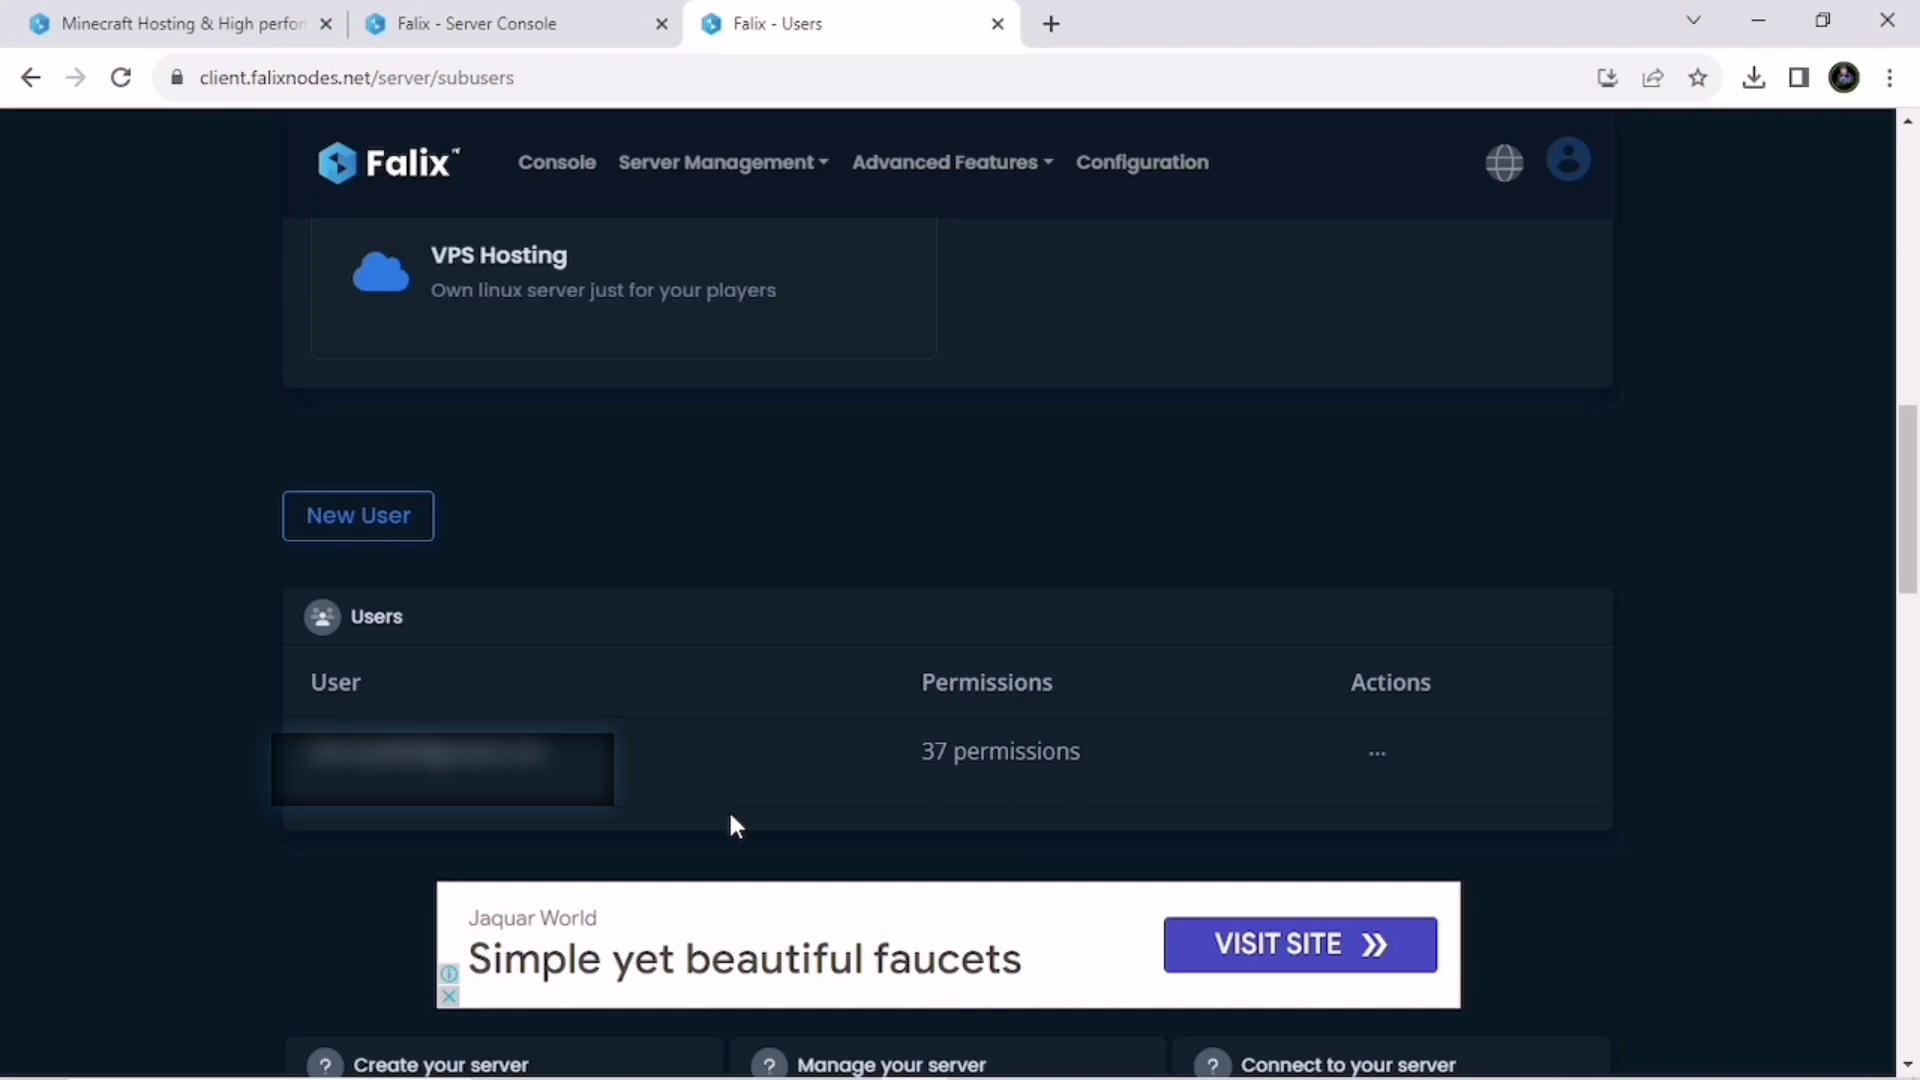 Minecraft Hosting & High perfor
Falix - Server Console
Falix - Users
client.falixnodes.net/server/subusers
Falix
Console
Server Management
Advanced Features
Configuration
VPS Hosting
Own linux server just for your players
New User
Users
User
Permissions
Actions
37 permissions
...
Jaquar World
Simple yet beautiful faucets
VISIT SITE
? Create your server
? Manage your server
? Connect to your server